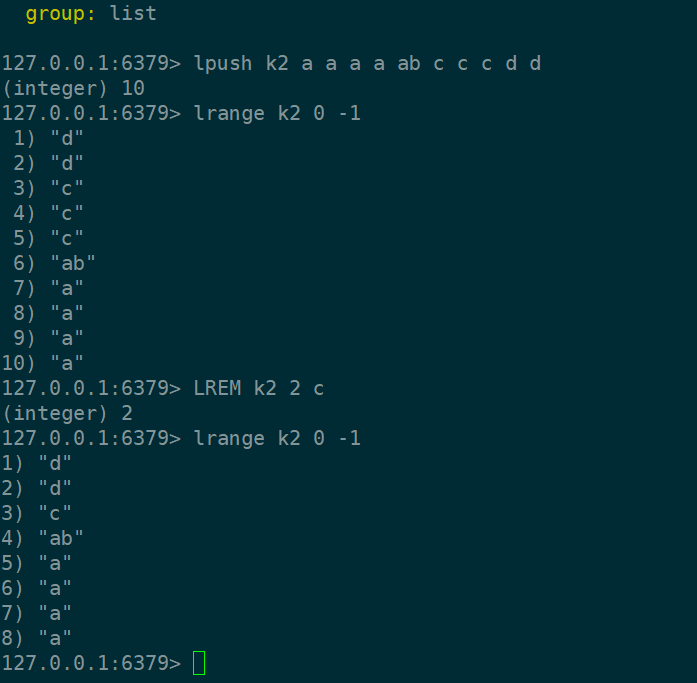 group: list
127.0.0.1:6379> lpush k2 a a a a ab c c c d d
(integer) 10
127.0.0.1:6379> lrange k2 0 -1
1) "d"
2) "d"
3) "c"
4) "c"
5) "c"
6) "ab"
7) "a"
8) "a"
9) "a"
10) "a"
127.0.0.1:6379> LREM k2 2 c
(integer) 2
127.0.0.1:6379> lrange k2 0 -1
1) "d"
2) "d"
3) "c"
4) "ab"
5) "a"
6) "a"
7) "a"
8) "a"
127.0.0.1:6379>